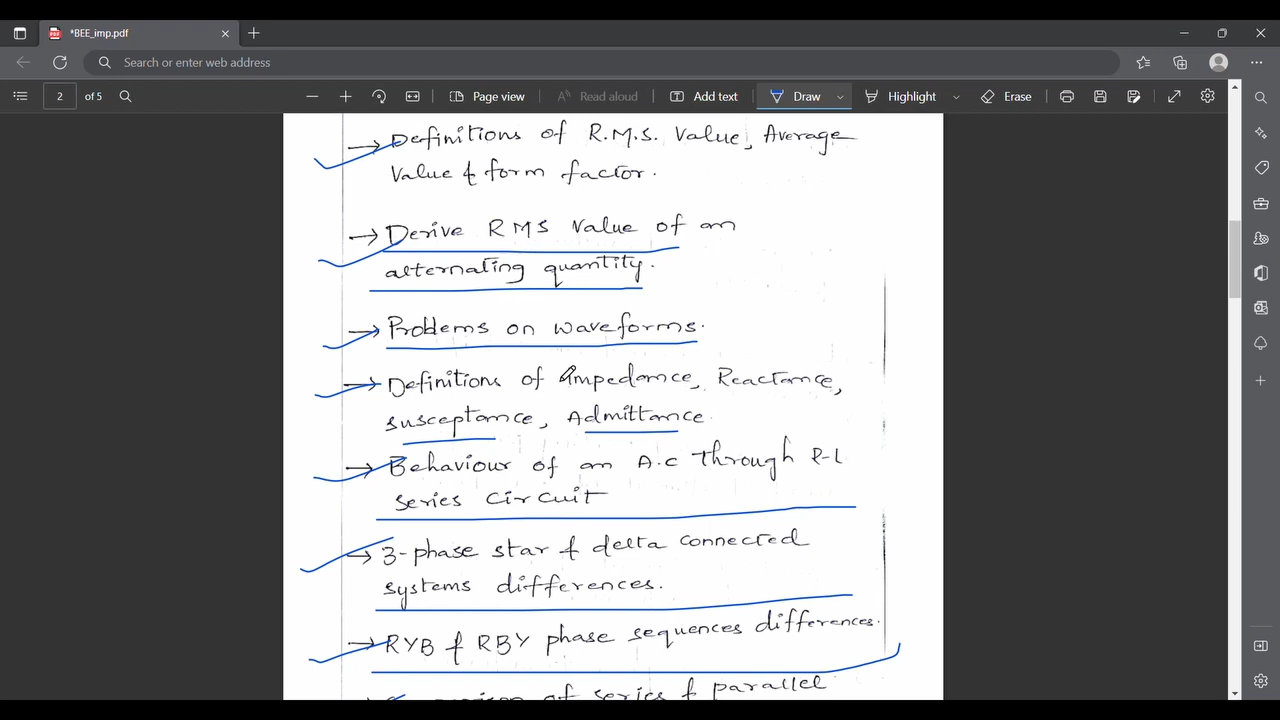 *BEE_imp.pdf
Search or enter web address
2 of 5
Page view
Read aloud
Add text
Draw
Highlight
Erase
→ Definitions of R.M.S. Value, Average
Value & form factor.
→ Derive RMS Value of an
alternating quantity.
→ Problems on waveforms.
→ Definitions of Impedance, Reactance,
susceptance, Admittance.
→ Behaviour of an A.C through R-L
series circuit
→ 3-phase star & delta connected
systems differences.
→ RYB & RBY phase sequences differences.
of series & parallel